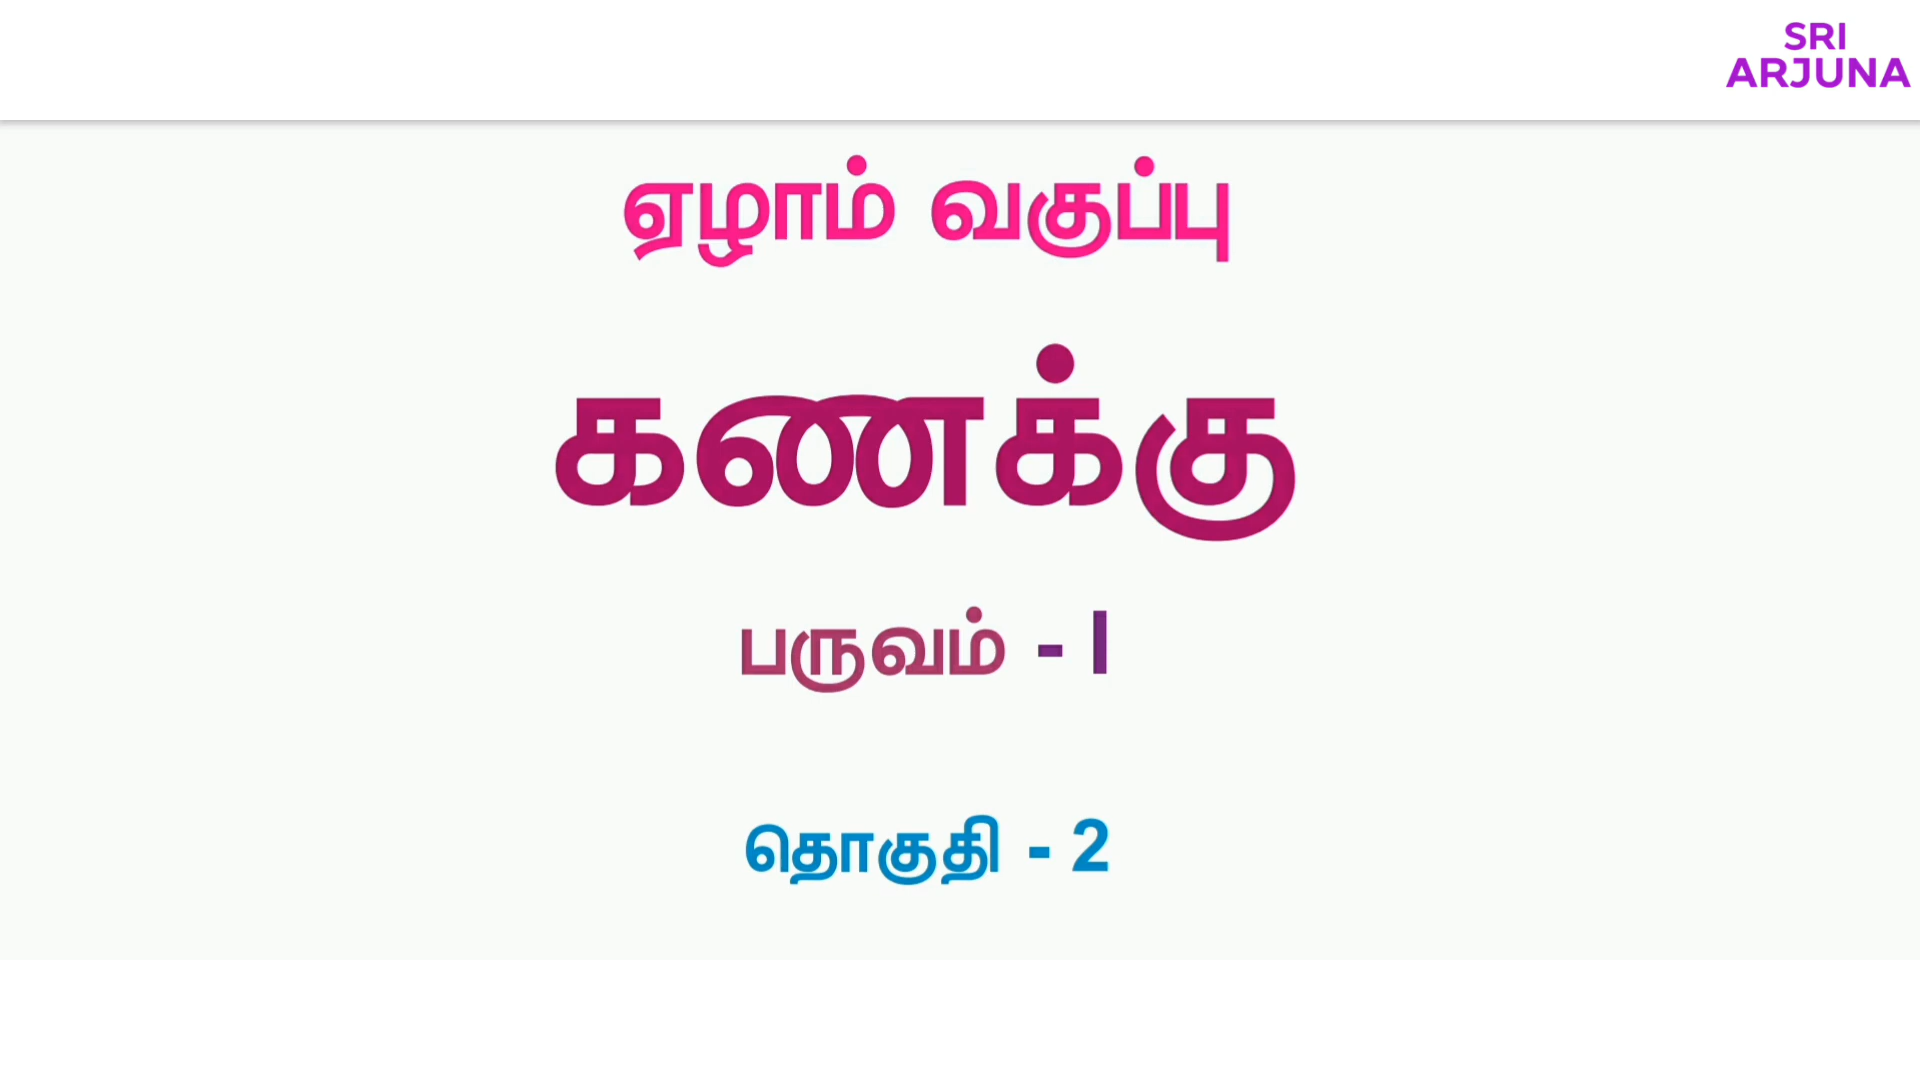 SRI
ARJUNA
ஏழாம் வகுப்பு
கணக்கு
பருவம் - I
தொகுதி - 2